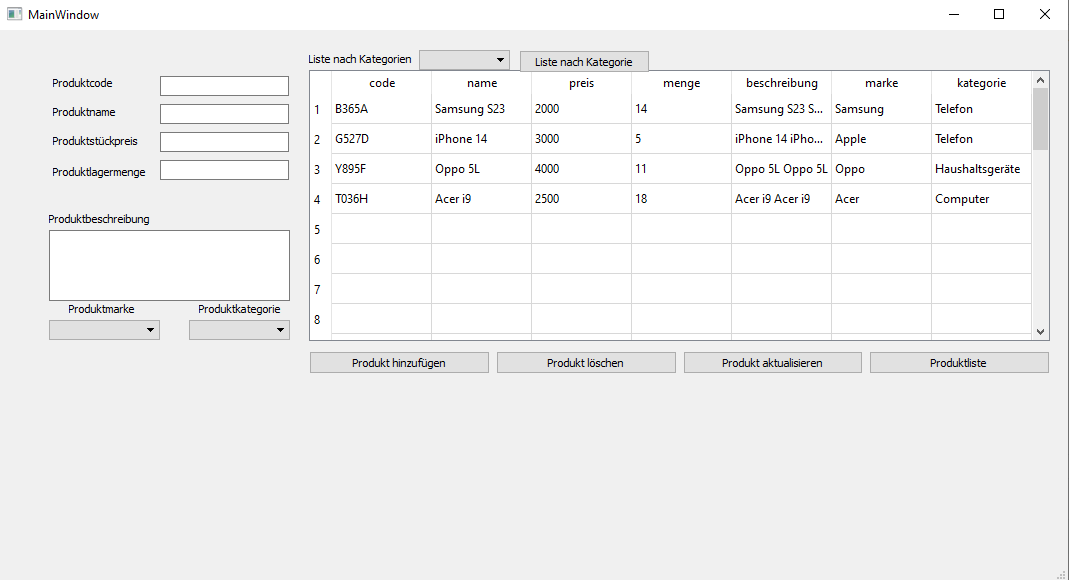 MainWindow
Liste nach Kategorien Liste nach Kategorie
Produktcode
Produktname
Produktstückpreis
Produktlagermenge
Produktbeschreibung
Produktmarke Produktkategorie
code name preis menge beschreibung marke kategorie
1 B365A Samsung S23 2000 14 Samsung S23 S... Samsung Telefon
2 G527D iPhone 14 3000 5 iPhone 14 iPho... Apple Telefon
3 Y895F Oppo 5L 4000 11 Oppo 5L Oppo 5L Oppo Haushaltsgeräte
4 T036H Acer i9 2500 18 Acer i9 Acer i9 Acer Computer
5
6
7
8
Produkt hinzufügen Produkt löschen Produkt aktualisieren Produktliste